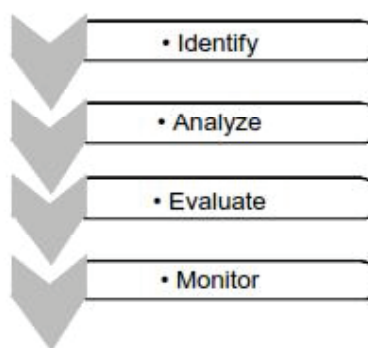 • Identify
• Analyze
• Evaluate
• Monitor